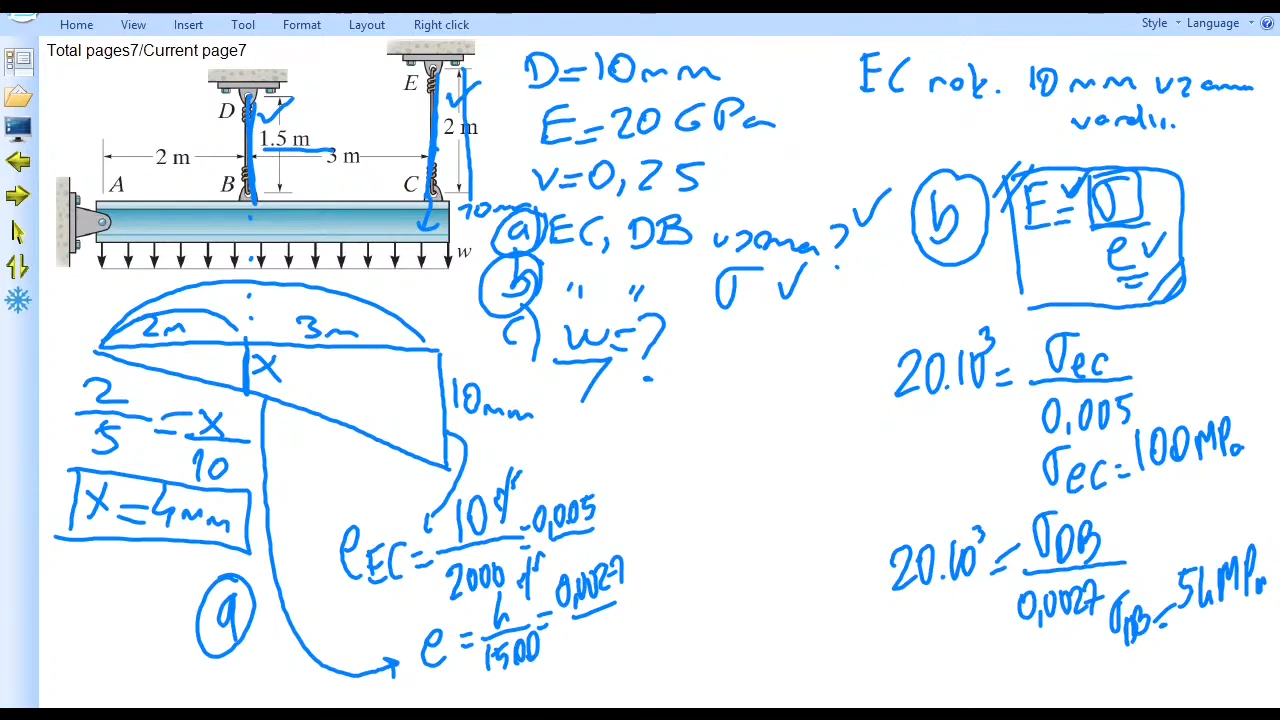 Home View Insert Tool Format Layout Right click Style Language
Total pages7/Current page7
D
E
1.5 m
2 m
2 m
3 m
A
B
C
w
10mm
D=10mm
E=20GPa
v=0,25
a) EC, DB uzama?
b) " " σ
c) w=?
EC nok. 10 mm uzama
vardır.
b
E=σ
e
2m
3m
x
10mm
2
5
=
x
10
x=4mm
a
eEC=
10
2000
=0,005
e=
4
1500
=0,0027
20.10³=
σec
0,005
σec=100MPa
20.10³=
σDB
0,0027
σDB=54MPa